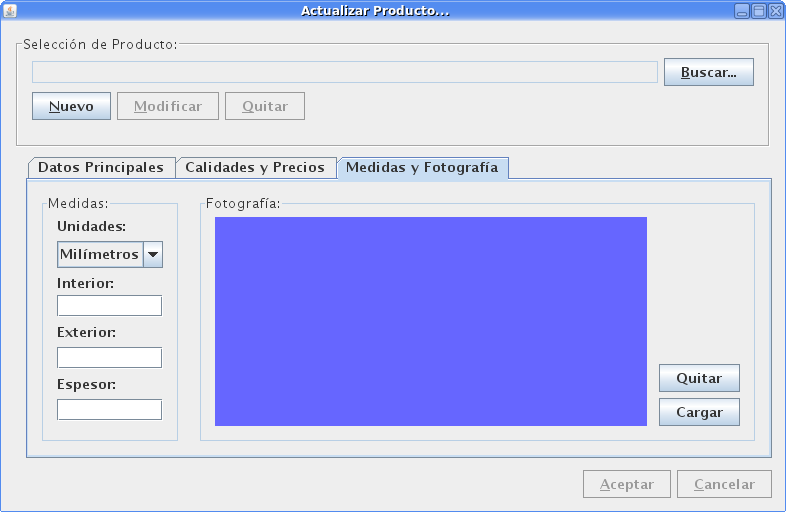 Actualizar Producto...
Selección de Producto:
Buscar...
Nuevo Modificar Quitar
Datos Principales Calidades y Precios Medidas y Fotografía
Medidas: Fotografía:
Unidades:
Milímetros
Interior:
Exterior:
Espesor:
Quitar
Cargar
Aceptar Cancelar